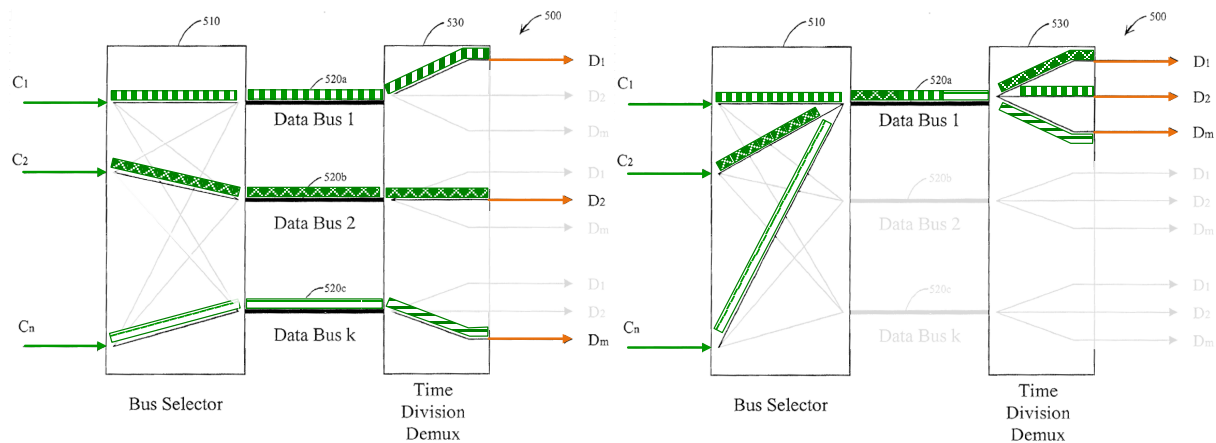 510
530
500
C1
520a
D1
D2
Dm
Data Bus 1
C2
520b
D1
D2
Dm
Data Bus 2
Cn
520c
D1
D2
Dm
Data Bus k
Bus Selector
Time
Division
Demux
510
530
500
C1
520a
D1
D2
Dm
Data Bus 1
C2
520b
D1
D2
Dm
Data Bus 2
Cn
520c
D1
D2
Dm
Data Bus k
Bus Selector
Time
Division
Demux